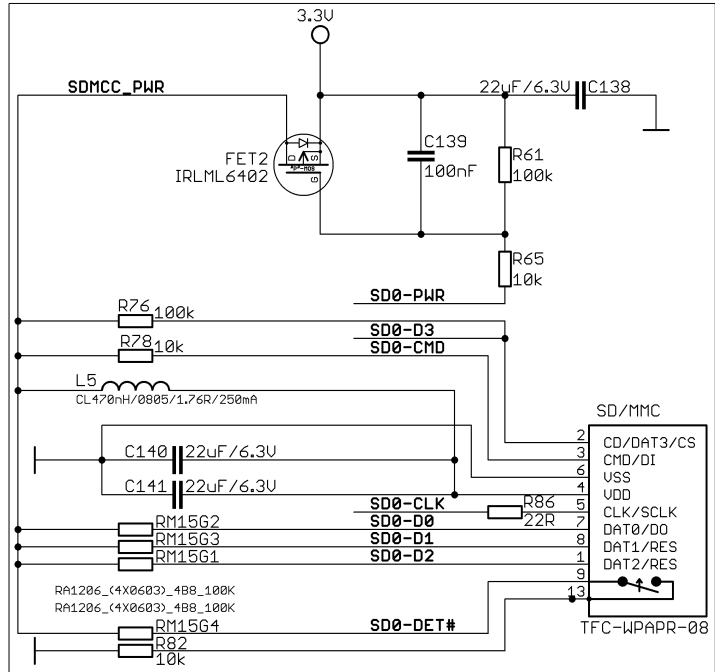 3.3V
SDMCC_PWR
22uF/6.3V C138
FET2
IRLML6402
D S
"P"-MOS
G
C139
100nF
R61
100k
R65
10k
SD0-PWR
R76 100k
SD0-D3
R78 10k
SD0-CMD
L5
CL470nH/0805/1.76R/250mA
SD/MMC
2 CD/DAT3/CS
3 CMD/DI
C140 22uF/6.3V
6 VSS
C141 22uF/6.3V
4 VDD
SD0-CLK R86 5 CLK/SCLK
22R
RM15G2 SD0-D0 7 DAT0/DO
RM15G3 SD0-D1 8 DAT1/RES
RM15G1 SD0-D2 1 DAT2/RES
9
RA1206_(4X0603)_4B8_100K
13
RA1206_(4X0603)_4B8_100K
RM15G4 SD0-DET# TFC-WPAPR-08
R82
10k